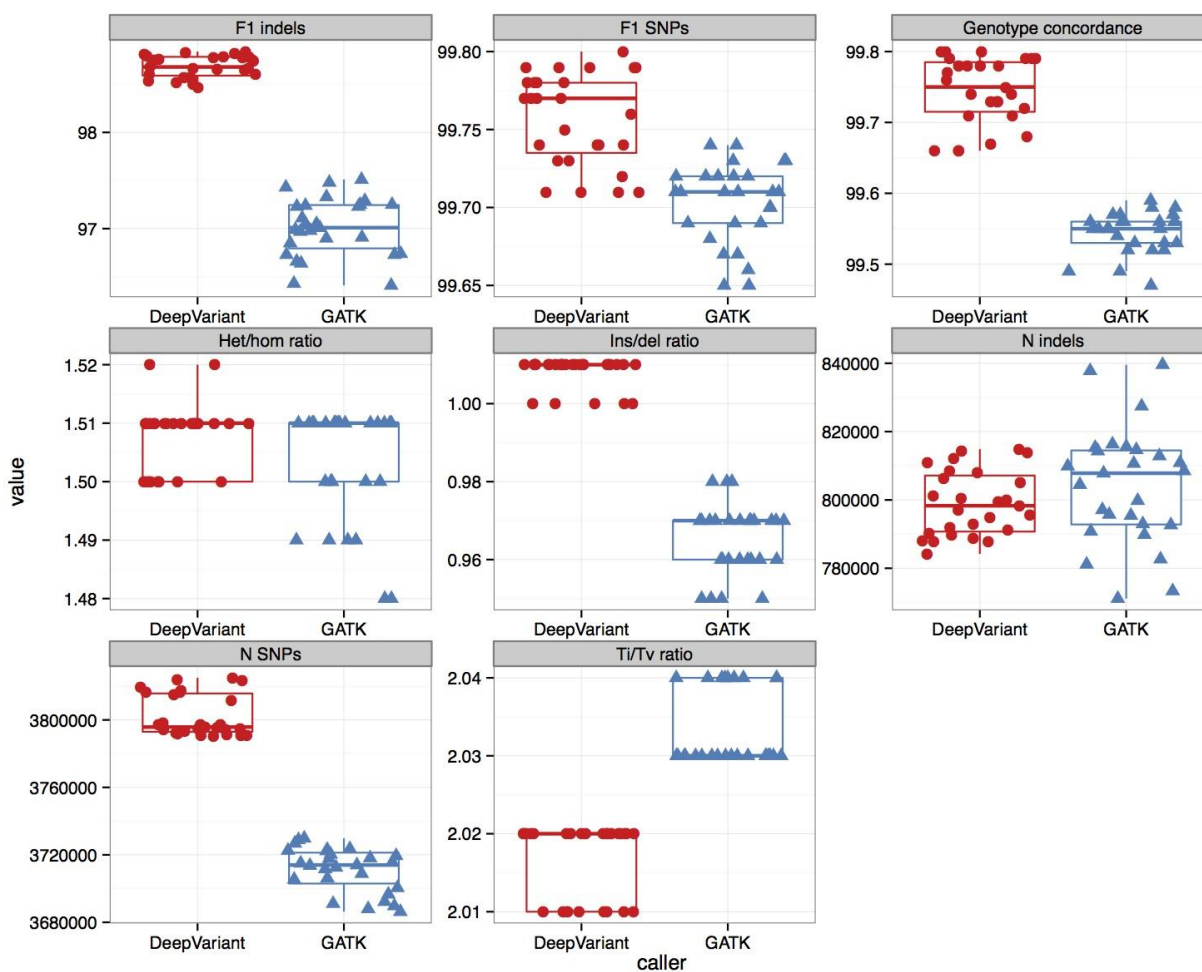 F1 indels
F1 SNPs
Genotype concordance
98
97
99.80
99.75
99.70
99.65
99.8
99.7
99.6
99.5
DeepVariant GATK
DeepVariant GATK
DeepVariant GATK
Het/hom ratio
Ins/del ratio
N indels
1.52
1.51
1.50
1.49
1.48
1.00
0.98
0.96
840000
820000
800000
780000
DeepVariant GATK
DeepVariant GATK
DeepVariant GATK
value
N SNPs
Ti/Tv ratio
3800000
3760000
3720000
3680000
2.04
2.03
2.02
2.01
DeepVariant GATK
DeepVariant GATK
caller